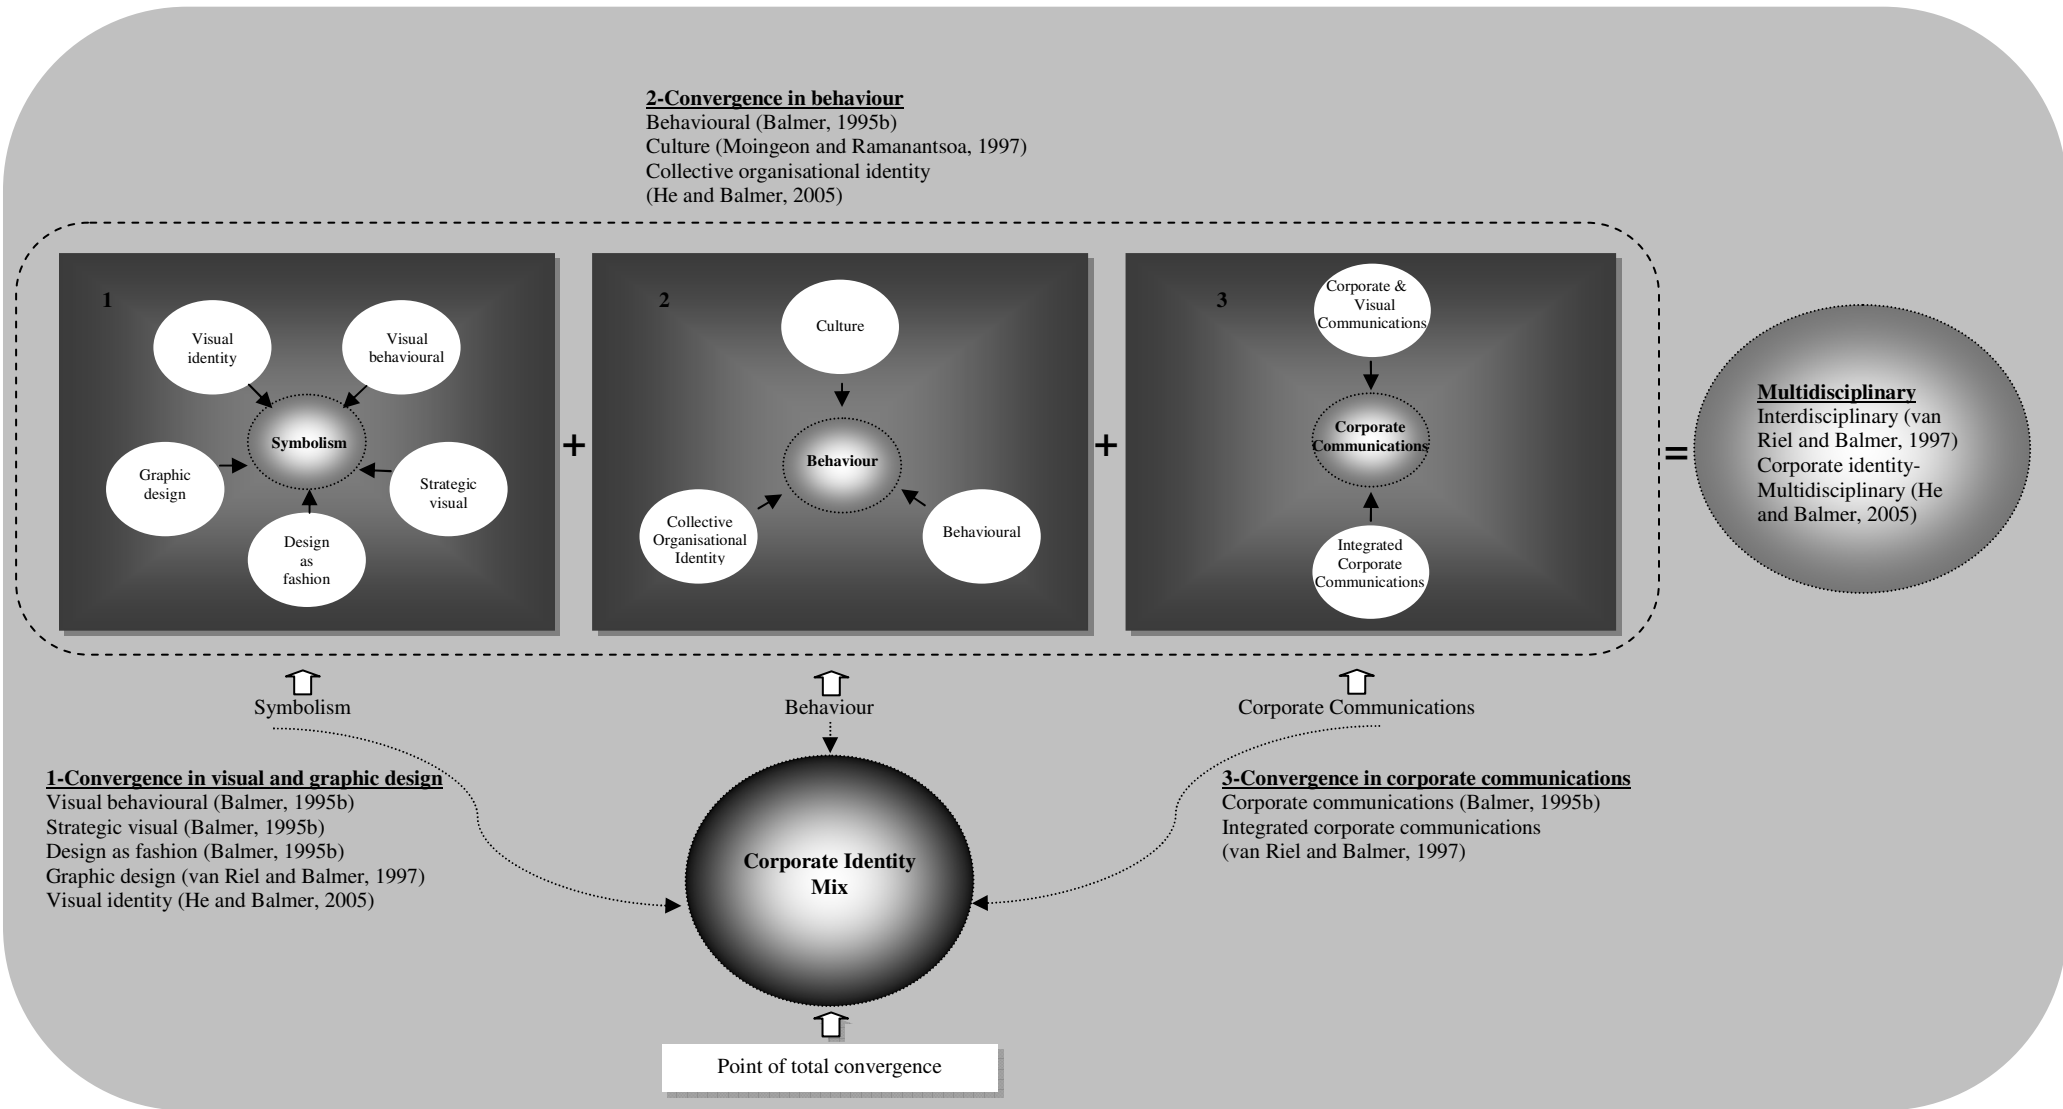 2-Convergence in behaviour
Behavioural (Balmer, 1995b)
Culture (Moingeon and Ramanantsoa, 1997)
Collective organisational identity
(He and Balmer, 2005)
1
Visual
identity
Visual
behavioural
Symbolism
Graphic
design
Strategic
visual
Design
as
fashion
+
2
Culture
Behaviour
Collective
Organisational
Identity
Behavioural
+
3
Corporate &
Visual
Communications
Corporate
Communications
Integrated
Corporate
Communications
=
Multidisciplinary
Interdisciplinary (van
Riel and Balmer, 1997)
Corporate identity-
Multidisciplinary (He
and Balmer, 2005)
Symbolism
Behaviour
Corporate Communications
1-Convergence in visual and graphic design
Visual behavioural (Balmer, 1995b)
Strategic visual (Balmer, 1995b)
Design as fashion (Balmer, 1995b)
Graphic design (van Riel and Balmer, 1997)
Visual identity (He and Balmer, 2005)
Corporate Identity
Mix
3-Convergence in corporate communications
Corporate communications (Balmer, 1995b)
Integrated corporate communications
(van Riel and Balmer, 1997)
Point of total convergence